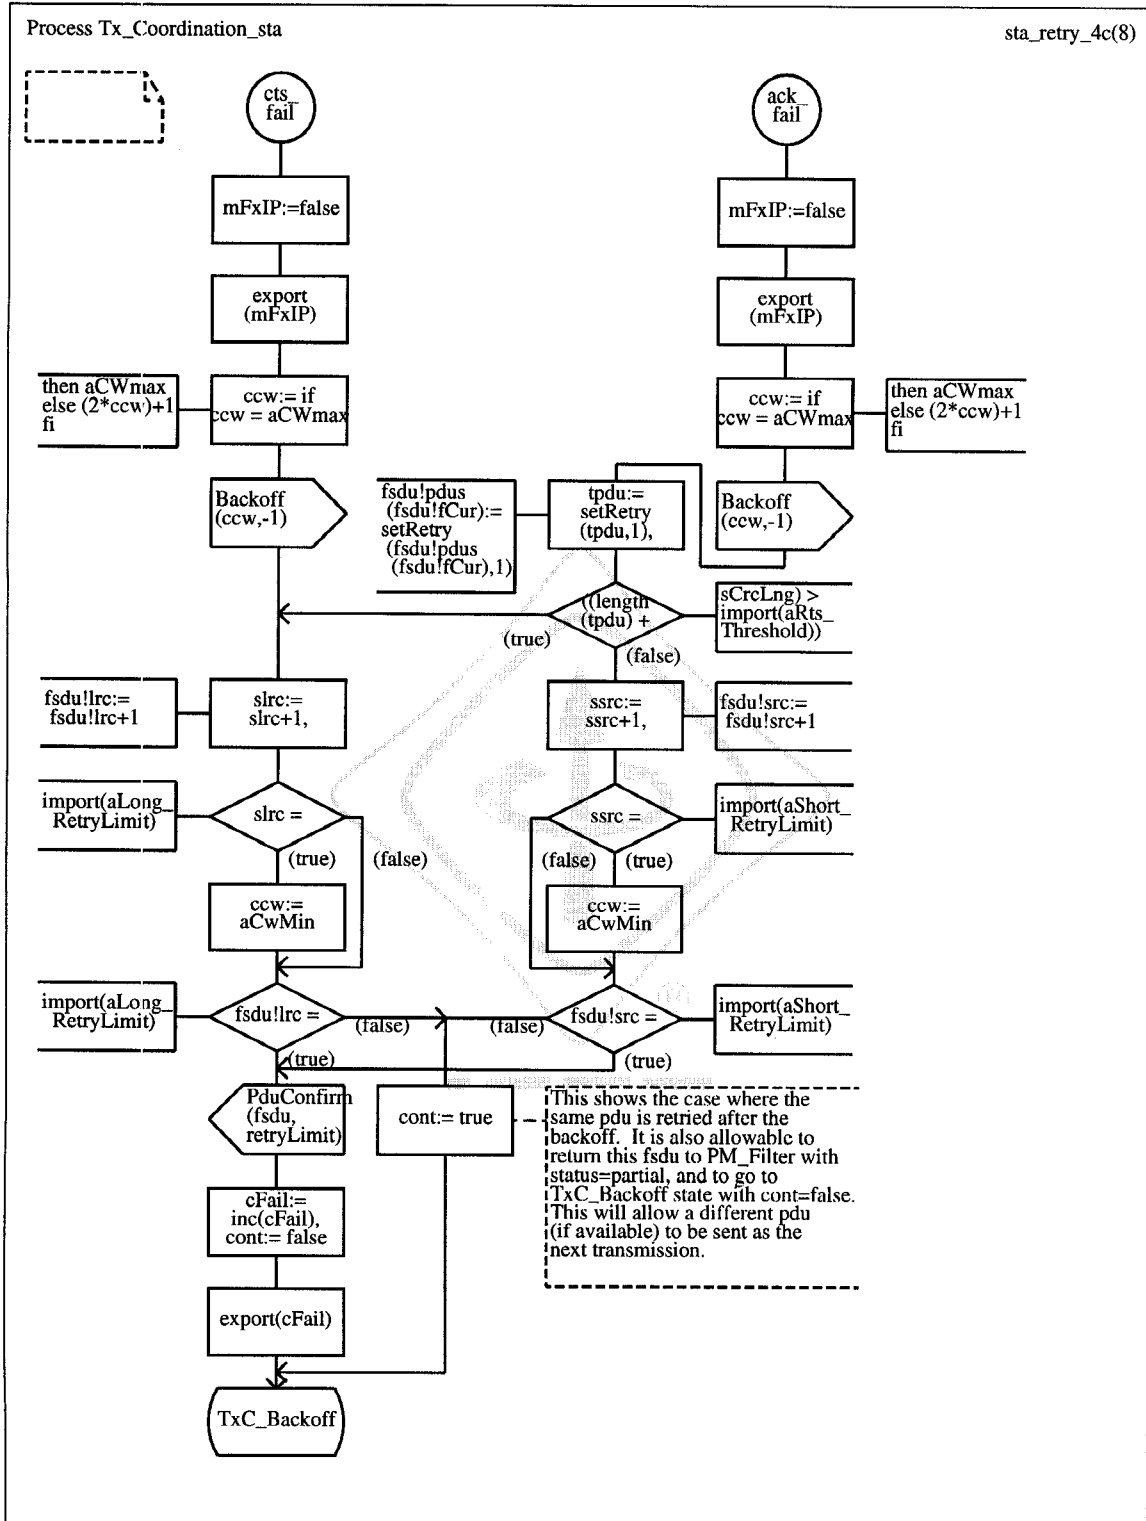 Process Tx_Coordination_sta
sta_retry_4c(8)
cts_
fail
ack_
fail
mFxIP:=false
mFxIP:=false
export
(mFxIP)
export
(mFxIP)
then aCWmax
else (2*ccw)+1
fi
ccw:= if
ccw = aCWmax
ccw:= if
ccw = aCWmax
then aCWmax
else (2*ccw)+1
fi
Backoff
(ccw,-1)
fsdu!pdus
(fsdu!fCur):=
setRetry
(fsdu!pdus
(fsdu!fCur),1)
tpdu:=
setRetry
(tpdu,1),
Backoff
(ccw,-1)
((length
(tpdu) +
sCrcLng) >
import(aRts_
Threshold))
(true)
(false)
fsdu!lrc:=
fsdu!lrc+1
slrc:=
slrc+1,
ssrc:=
ssrc+1,
fsdu!src:=
fsdu!src+1
import(aLong_
RetryLimit)
slrc =
ssrc =
import(aShort_
RetryLimit)
(true)
(false)
(false)
(true)
ccw:=
aCwMin
ccw:=
aCwMin
import(aLong_
RetryLimit)
fsdu!lrc =
(false)
(false)
fsdu!src =
import(aShort_
RetryLimit)
(true)
(true)
PduConfirm
(fsdu,
retryLimit)
cont:= true
This shows the case where the
same pdu is retried after the
backoff. It is also allowable to
return this fsdu to PM_Filter with
status=partial, and to go to
TxC_Backoff state with cont=false.
This will allow a different pdu
(if available) to be sent as the
next transmission.
cFail:=
inc(cFail),
cont:= false
export(cFail)
TxC_Backoff